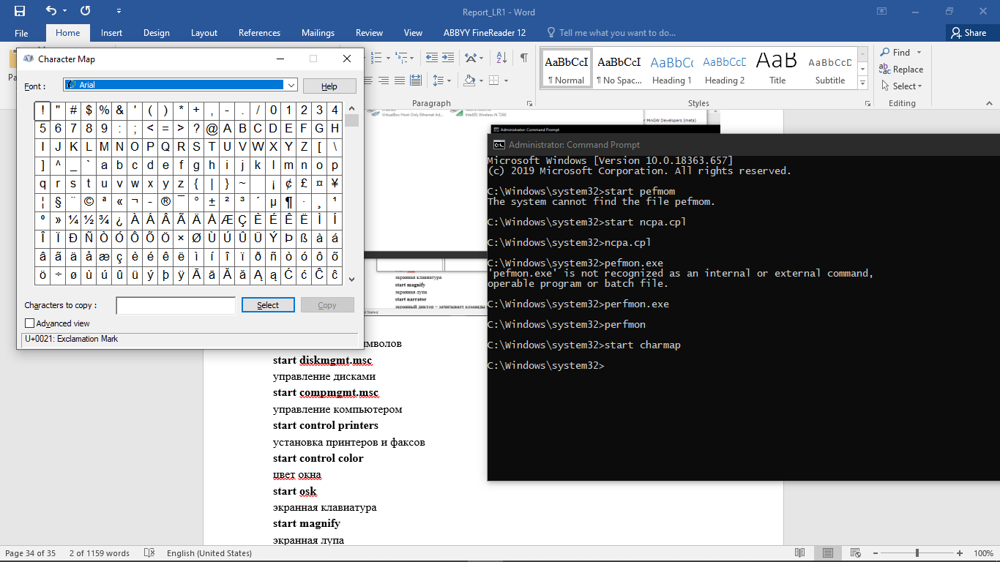 Report_LR1 - Word
File Home Insert Design Layout References Mailings Review View ABBYY FineReader 12 Tell me what you want to do... Share
AaBbCcI AaBbCcI AaBbC( AaBbCcD AaB AaBbCcD
¶ Normal ¶ No Spac... Heading 1 Heading 2 Title Subtitle
Find
Replace
Select
Paragraph Styles Editing
Character Map
Font : Arial Help
! " # $ % & ' ( ) * + , - . / 0 1 2 3 4
5 6 7 8 9 : ; < = > ? @ A B C D E F G H
I J K L M N O P Q R S T U V W X Y Z [ \
] ^ _ ` a b c d e f g h i j k l m n o p
q r s t u v w x y z { | } ~ ¡ ¢ £ ¤ ¥
¦ § ¨ © ª « ¬ - ® ¯ ° ± ² ³ ´ µ ¶ · ¸ ¹
º » ¼ ½ ¾ ¿ À Á Â Ã Ä Å Æ Ç È É Ê Ë Ì Í
Î Ï Ð Ñ Ò Ó Ô Õ Ö × Ø Ù Ú Û Ü Ý Þ ß à á
â ã ä å æ ç è é ê ë ì í î ï ð ñ ò ó ô õ
ö ÷ ø ù ú û ü ý þ ÿ Ā ā Ă ă Ą ą Ć ć Ĉ ĉ
Characters to copy : Select Copy
Advanced view
U+0021: Exclamation Mark
VirtualBox Host-Only Ethernet Ad...
Intel(R) Wireless-N 7260
MinGW Developers (meta)
Administrator: Command Prompt
Administrator: Command Prompt
Microsoft Windows [Version 10.0.18363.657]
(c) 2019 Microsoft Corporation. All rights reserved.
C:\Windows\system32>start pefmom
The system cannot find the file pefmom.
C:\Windows\system32>start ncpa.cpl
C:\Windows\system32>ncpa.cpl
C:\Windows\system32>pefmon.exe
'pefmon.exe' is not recognized as an internal or external command,
operable program or batch file.
C:\Windows\system32>perfmon.exe
C:\Windows\system32>perfmon
C:\Windows\system32>start charmap
C:\Windows\system32>
экранная клавиатура
start magnify
экранная лупа
start narrator
экранный диктор – зачитывает команды
start diskmgmt.msc
управление дисками
start compmgmt.msc
управление компьютером
start control printers
установка принтеров и факсов
start control color
цвет окна
start osk
экранная клавиатура
start magnify
экранная лупа
Page 34 of 35 2 of 1159 words English (United States) 100%